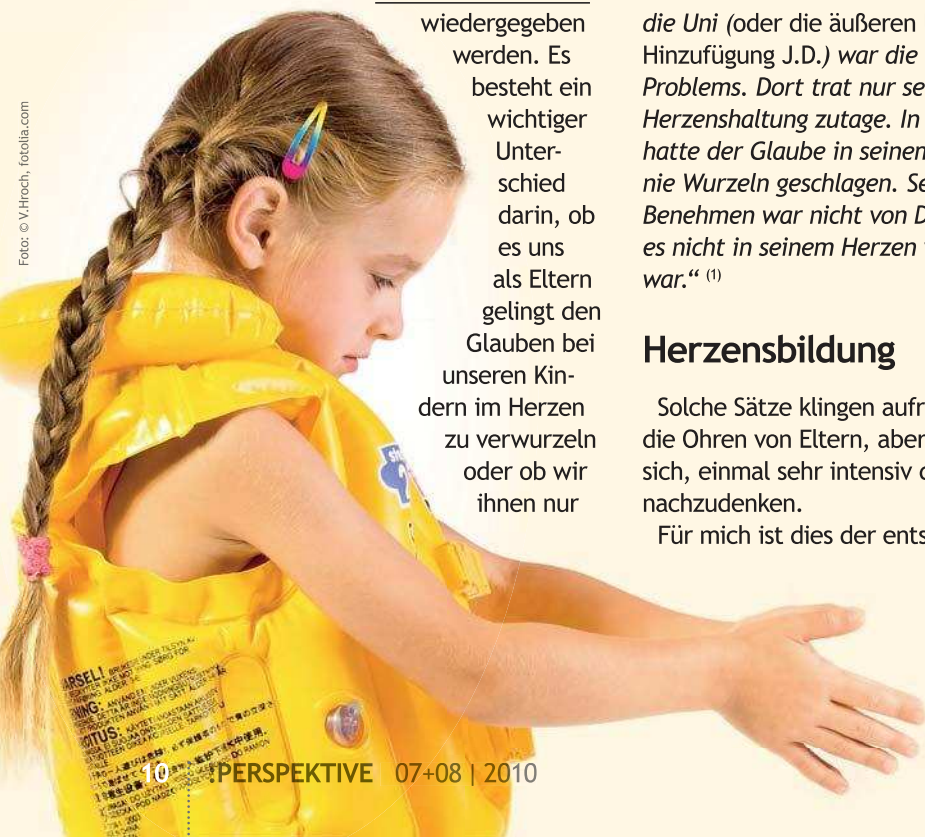 Foto: © V.Hroch, fotolia.com
wiedergegeben
werden. Es
besteht ein
wichtiger
Unter-
schied
darin, ob
es uns
als Eltern
gelingt den
Glauben bei
unseren Kin-
dern im Herzen
zu verwurzeln
oder ob wir
ihnen nur
die Uni (oder die äußeren
Hinzufügung J.D.) war die
Problems. Dort trat nur se
Herzenshaltung zutage. In
hatte der Glaube in seinem
nie Wurzeln geschlagen. Se
Benehmen war nicht von D
es nicht in seinem Herzen
war.“ (1)
Herzensbildung
Solche Sätze klingen aufr
die Ohren von Eltern, aber
sich, einmal sehr intensiv
nachzudenken.
Für mich ist dies der ents
ARSEL!
10 :PERSPEKTIVE 07+08 | 2010